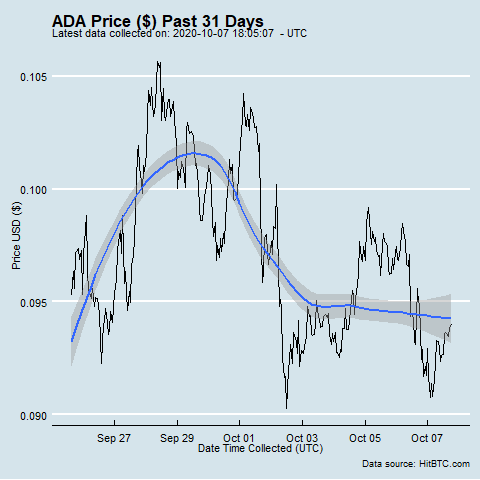 ADA Price ($) Past 31 Days
Latest data collected on: 2020-10-07 18:05:07 - UTC
0.105
0.100
0.095
0.090
Price USD ($)
Sep 27 Sep 29 Oct 01 Oct 03 Oct 05 Oct 07
Date Time Collected (UTC)
Data source: HitBTC.com